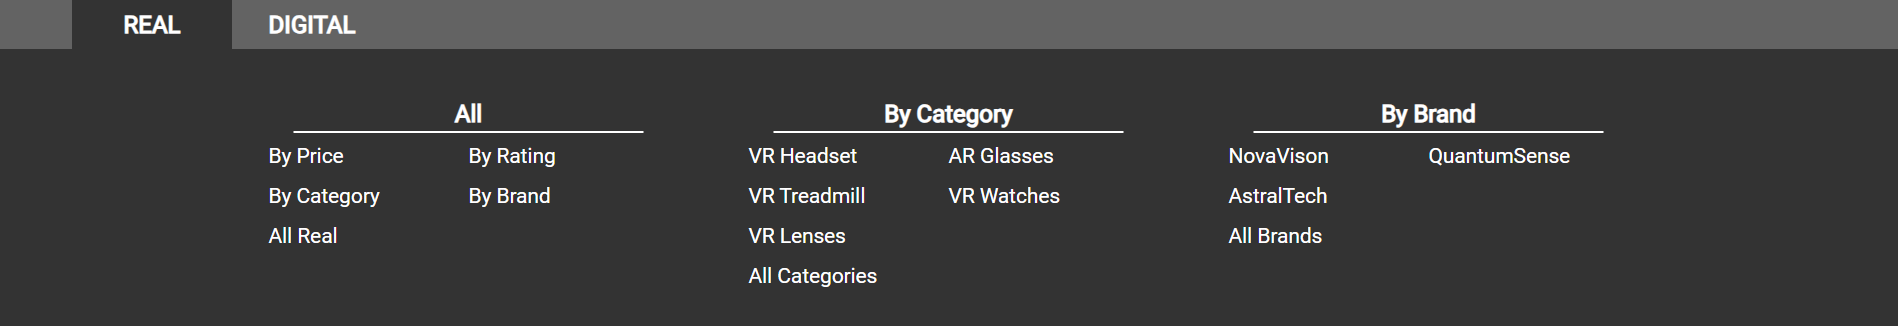 REAL DIGITAL
All
By Price By Rating
By Category By Brand
All Real
By Category
VR Headset AR Glasses
VR Treadmill VR Watches
VR Lenses
All Categories
By Brand
NovaVison QuantumSense
AstralTech
All Brands